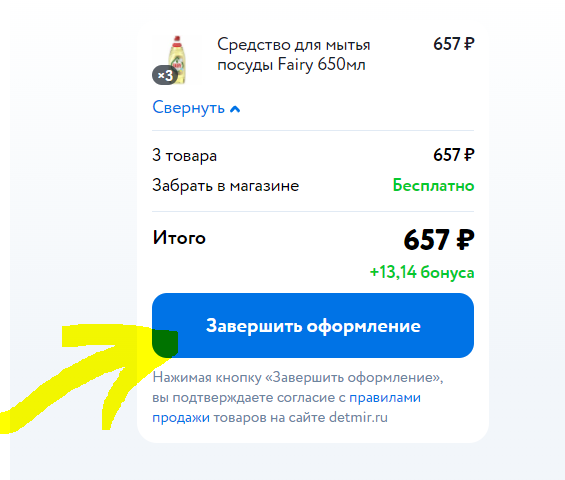 Средство для мытья
посуды Fairy 650мл
657 ₽
×3
Свернуть
3 товара
657 ₽
Забрать в магазине
Бесплатно
Итого
657 ₽
+13,14 бонуса
Завершить оформление
Нажимая кнопку «Завершить оформление»,
вы подтверждаете согласие с правилами
продажи товаров на сайте detmir.ru